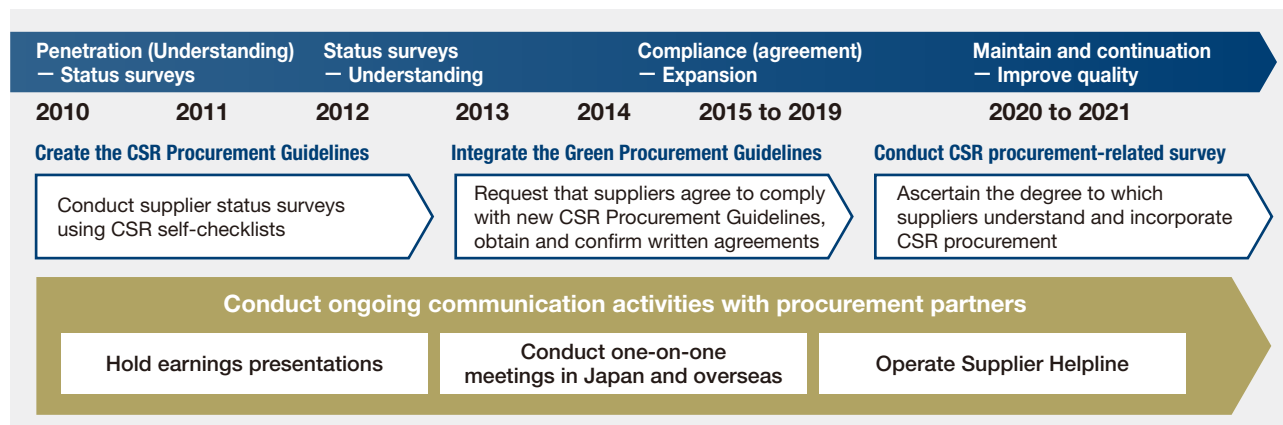 Penetration (Understanding)
— Status surveys
Status surveys
— Understanding
Compliance (agreement)
— Expansion
Maintain and continuation
— Improve quality
2010 2011 2012 2013 2014 2015 to 2019 2020 to 2021
Create the CSR Procurement Guidelines
Conduct supplier status surveys
using CSR self-checklists
Integrate the Green Procurement Guidelines
Request that suppliers agree to comply
with new CSR Procurement Guidelines,
obtain and confirm written agreements
Conduct CSR procurement-related survey
Ascertain the degree to which
suppliers understand and incorporate
CSR procurement
Conduct ongoing communication activities with procurement partners
Hold earnings presentations
Conduct one-on-one
meetings in Japan and overseas
Operate Supplier Helpline